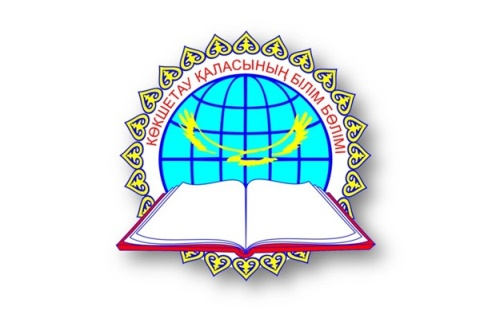 КӨКШЕТАУ ҚАЛАСЫНЫҢ БІЛІМ БӨЛІМІ